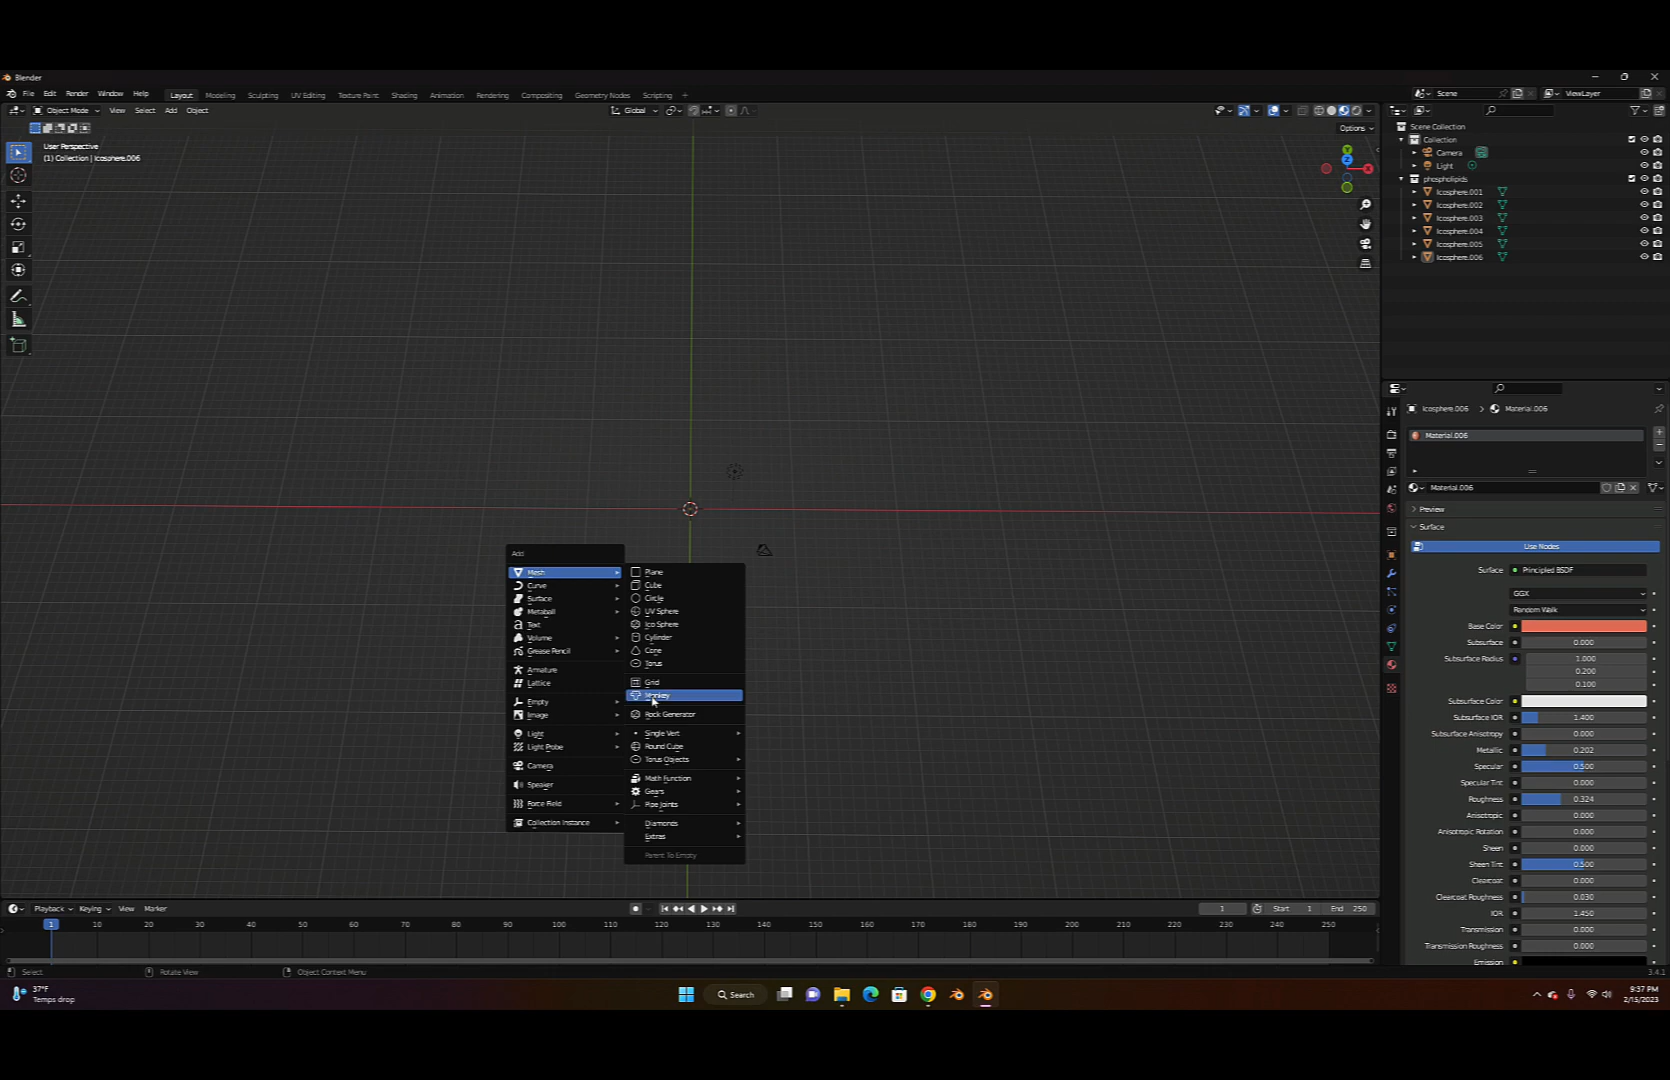 Blender
File Edit Render Window Help Layout Modeling Sculpting UV Editing Texture Paint Shading Animation Rendering Compositing Geometry Nodes Scripting + Scene ViewLayer
Object Mode View Select Add Object Global
Options
User Perspective
(1) Collection | Icosphere.006
Y
Z
X
Scene Collection
Collection
Camera
Light
phospholipids
Icosphere.001
Icosphere.002
Icosphere.003
Icosphere.004
Icosphere.005
Icosphere.006
Add
Mesh
Curve
Surface
Metaball
Text
Volume
Grease Pencil
Armature
Lattice
Empty
Image
Light
Light Probe
Camera
Speaker
Force Field
Collection Instance
Plane
Cube
Circle
UV Sphere
Ico Sphere
Cylinder
Cone
Torus
Grid
Monkey
Rock Generator
Single Vert
Round Cube
Torus Objects
Math Function
Gears
Pipe Joints
Diamonds
Extras
Parent To Empty
Icosphere.006 > Material.006
Material.006
Material.006
Preview
Surface
Use Nodes
Surface Principled BSDF
GGX
Random Walk
Base Color
Subsurface 0.000
Subsurface Radius 1.000
0.200
0.100
Subsurface Color
Subsurface IOR 1.400
Subsurface Anisotropy 0.000
Metallic 0.202
Specular 0.500
Specular Tint 0.000
Roughness 0.324
Anisotropic 0.000
Anisotropic Rotation 0.000
Sheen 0.000
Sheen Tint 0.500
Clearcoat 0.000
Clearcoat Roughness 0.030
IOR 1.450
Transmission 0.000
Transmission Roughness 0.000
Emission
Playback Keying View Marker 1 Start 1 End 250
1 10 20 30 40 50 60 70 80 90 100 110 120 130 140 150 160 170 180 190 200 210 220 230 240 250
Select Rotate View Object Context Menu 3.4.1
37°F
Temps drop
Search
9:37 PM
2/15/2023